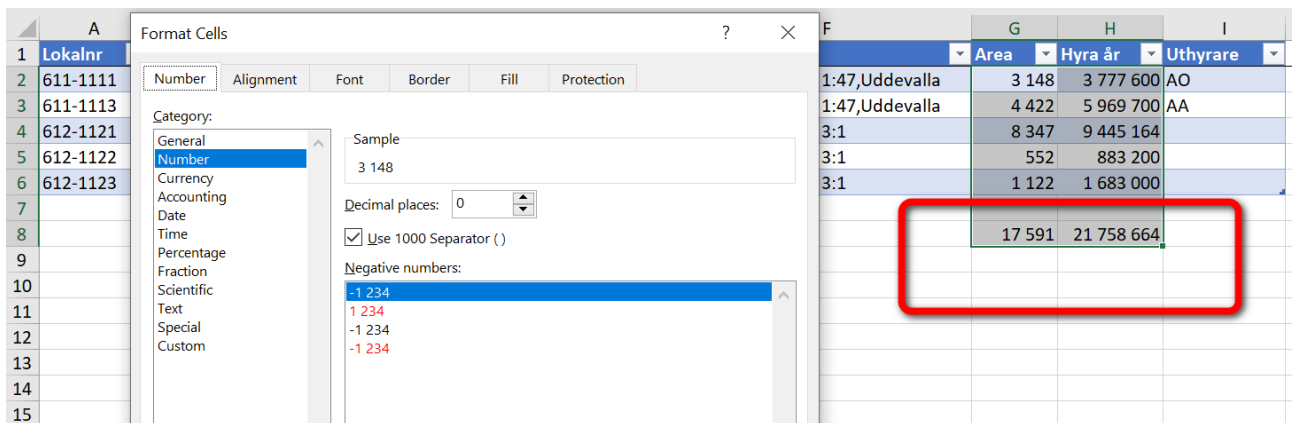 A F G H I
Format Cells ? ×
1 Lokalnr Area Hyra år Uthyrare
Number Alignment Font Border Fill Protection
2 611-1111 1:47,Uddevalla 3 148 3 777 600 AO
3 611-1113 1:47,Uddevalla 4 422 5 969 700 AA
Category:
4 612-1121 3:1 8 347 9 445 164
General
Sample
5 612-1122 3:1 552 883 200
Number
3 148
6 612-1123 3:1 1 122 1 683 000
Currency
Accounting
Decimal places: 0
7
Date
8 17 591 21 758 664
Time
Use 1000 Separator ( )
Percentage
9
Fraction
Negative numbers:
10
Scientific
-1 234
11
Text
1 234
Special
-1 234
12
Custom
-1 234
13
14
15